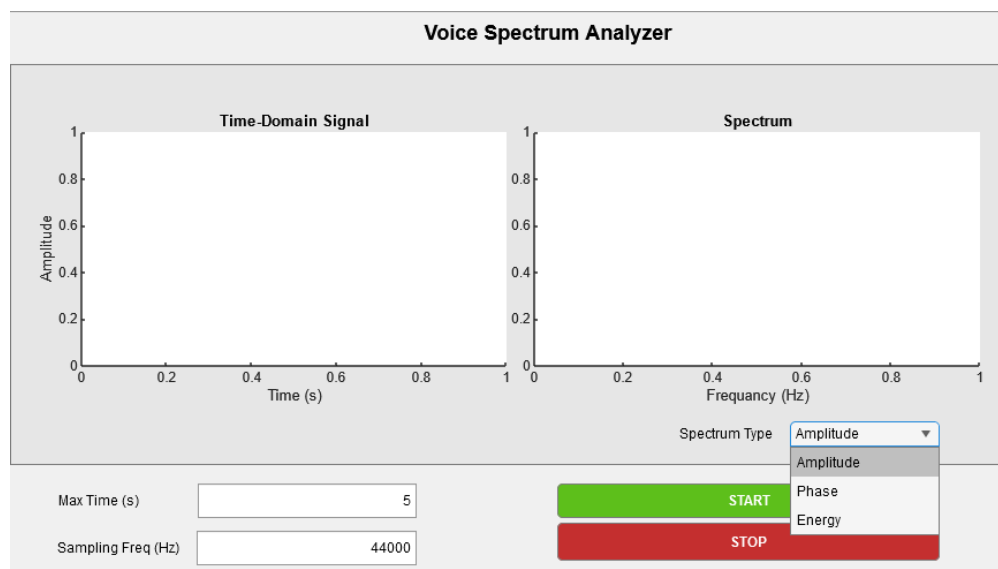 Voice Spectrum Analyzer
Time-Domain Signal
1
0.8
0.6
0.4
0.2
0
Amplitude
0 0.2 0.4 0.6 0.8 1
Time (s)
Spectrum
1
0.8
0.6
0.4
0.2
0
0 0.2 0.4 0.6 0.8 1
Frequancy (Hz)
Spectrum Type Amplitude
Amplitude
Phase
Energy
Max Time (s) 5
Sampling Freq (Hz) 44000
START
STOP